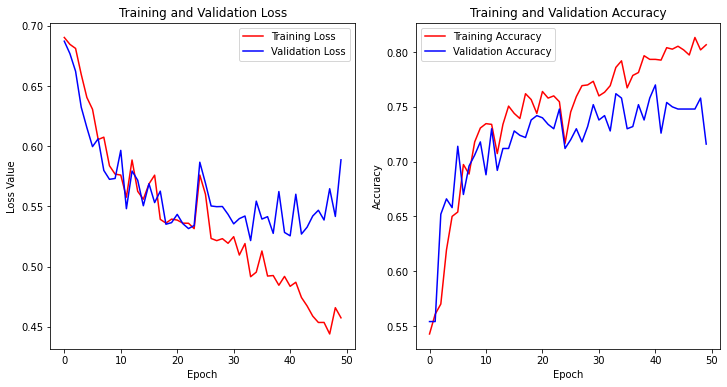 Training and Validation Loss
Training Loss
Validation Loss
Loss Value
0.70
0.65
0.60
0.55
0.50
0.45
0 10 20 30 40 50
Epoch
Training and Validation Accuracy
Training Accuracy
Validation Accuracy
Accuracy
0.80
0.75
0.70
0.65
0.60
0.55
0 10 20 30 40 50
Epoch